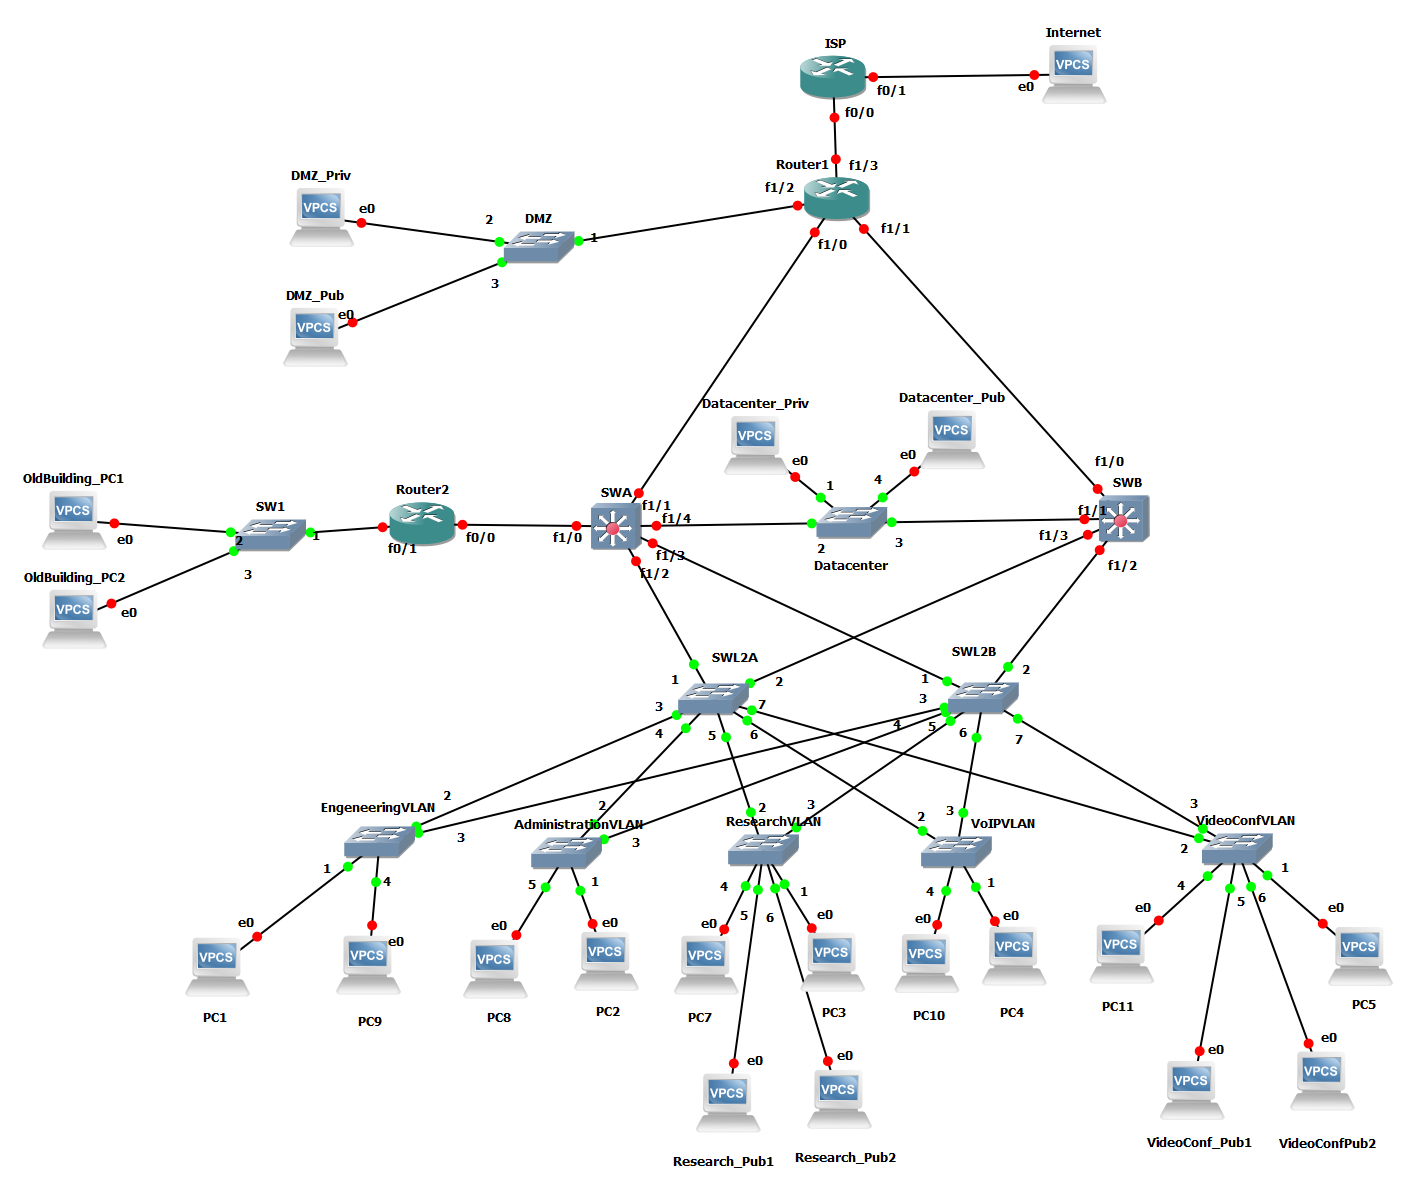 Internet
ISP
VPCS
f0/1
e0
f0/0
Router1
f1/3
DMZ_Priv
f1/2
VPCS
e0
2
DMZ
1
f1/0
f1/1
3
DMZ_Pub
e0
VPCS
Datacenter_Priv
Datacenter_Pub
VPCS
VPCS
e0
e0
f1/0
OldBuilding_PC1
1
4
SWB
Router2
SWA
SW1
f1/1
f1/1
VPCS
f1/4
e0
2
1
f0/1
f0/0
f1/0
2
3
f1/3
f1/3
Datacenter
f1/2
OldBuilding_PC2
3
f1/2
VPCS
e0
SWL2A
SWL2B
1
2
1
2
3
7
3
4
5
6
4
5
6
7
2
EngeneeringVLAN
3
2
AdministrationVLAN
3
2
ResearchVLAN
3
2
3
VoIPVLAN
3
VideoConfVLAN
2
1
4
5
1
4
5
6
1
4
1
4
5
6
1
e0
e0
e0
e0
e0
e0
e0
e0
e0
e0
VPCS
VPCS
VPCS
VPCS
VPCS
VPCS
VPCS
VPCS
VPCS
VPCS
PC1
PC9
PC8
PC2
PC7
PC3
PC10
PC4
PC11
PC5
e0
e0
e0
e0
VPCS
VPCS
VPCS
VPCS
Research_Pub1
Research_Pub2
VideoConf_Pub1
VideoConfPub2